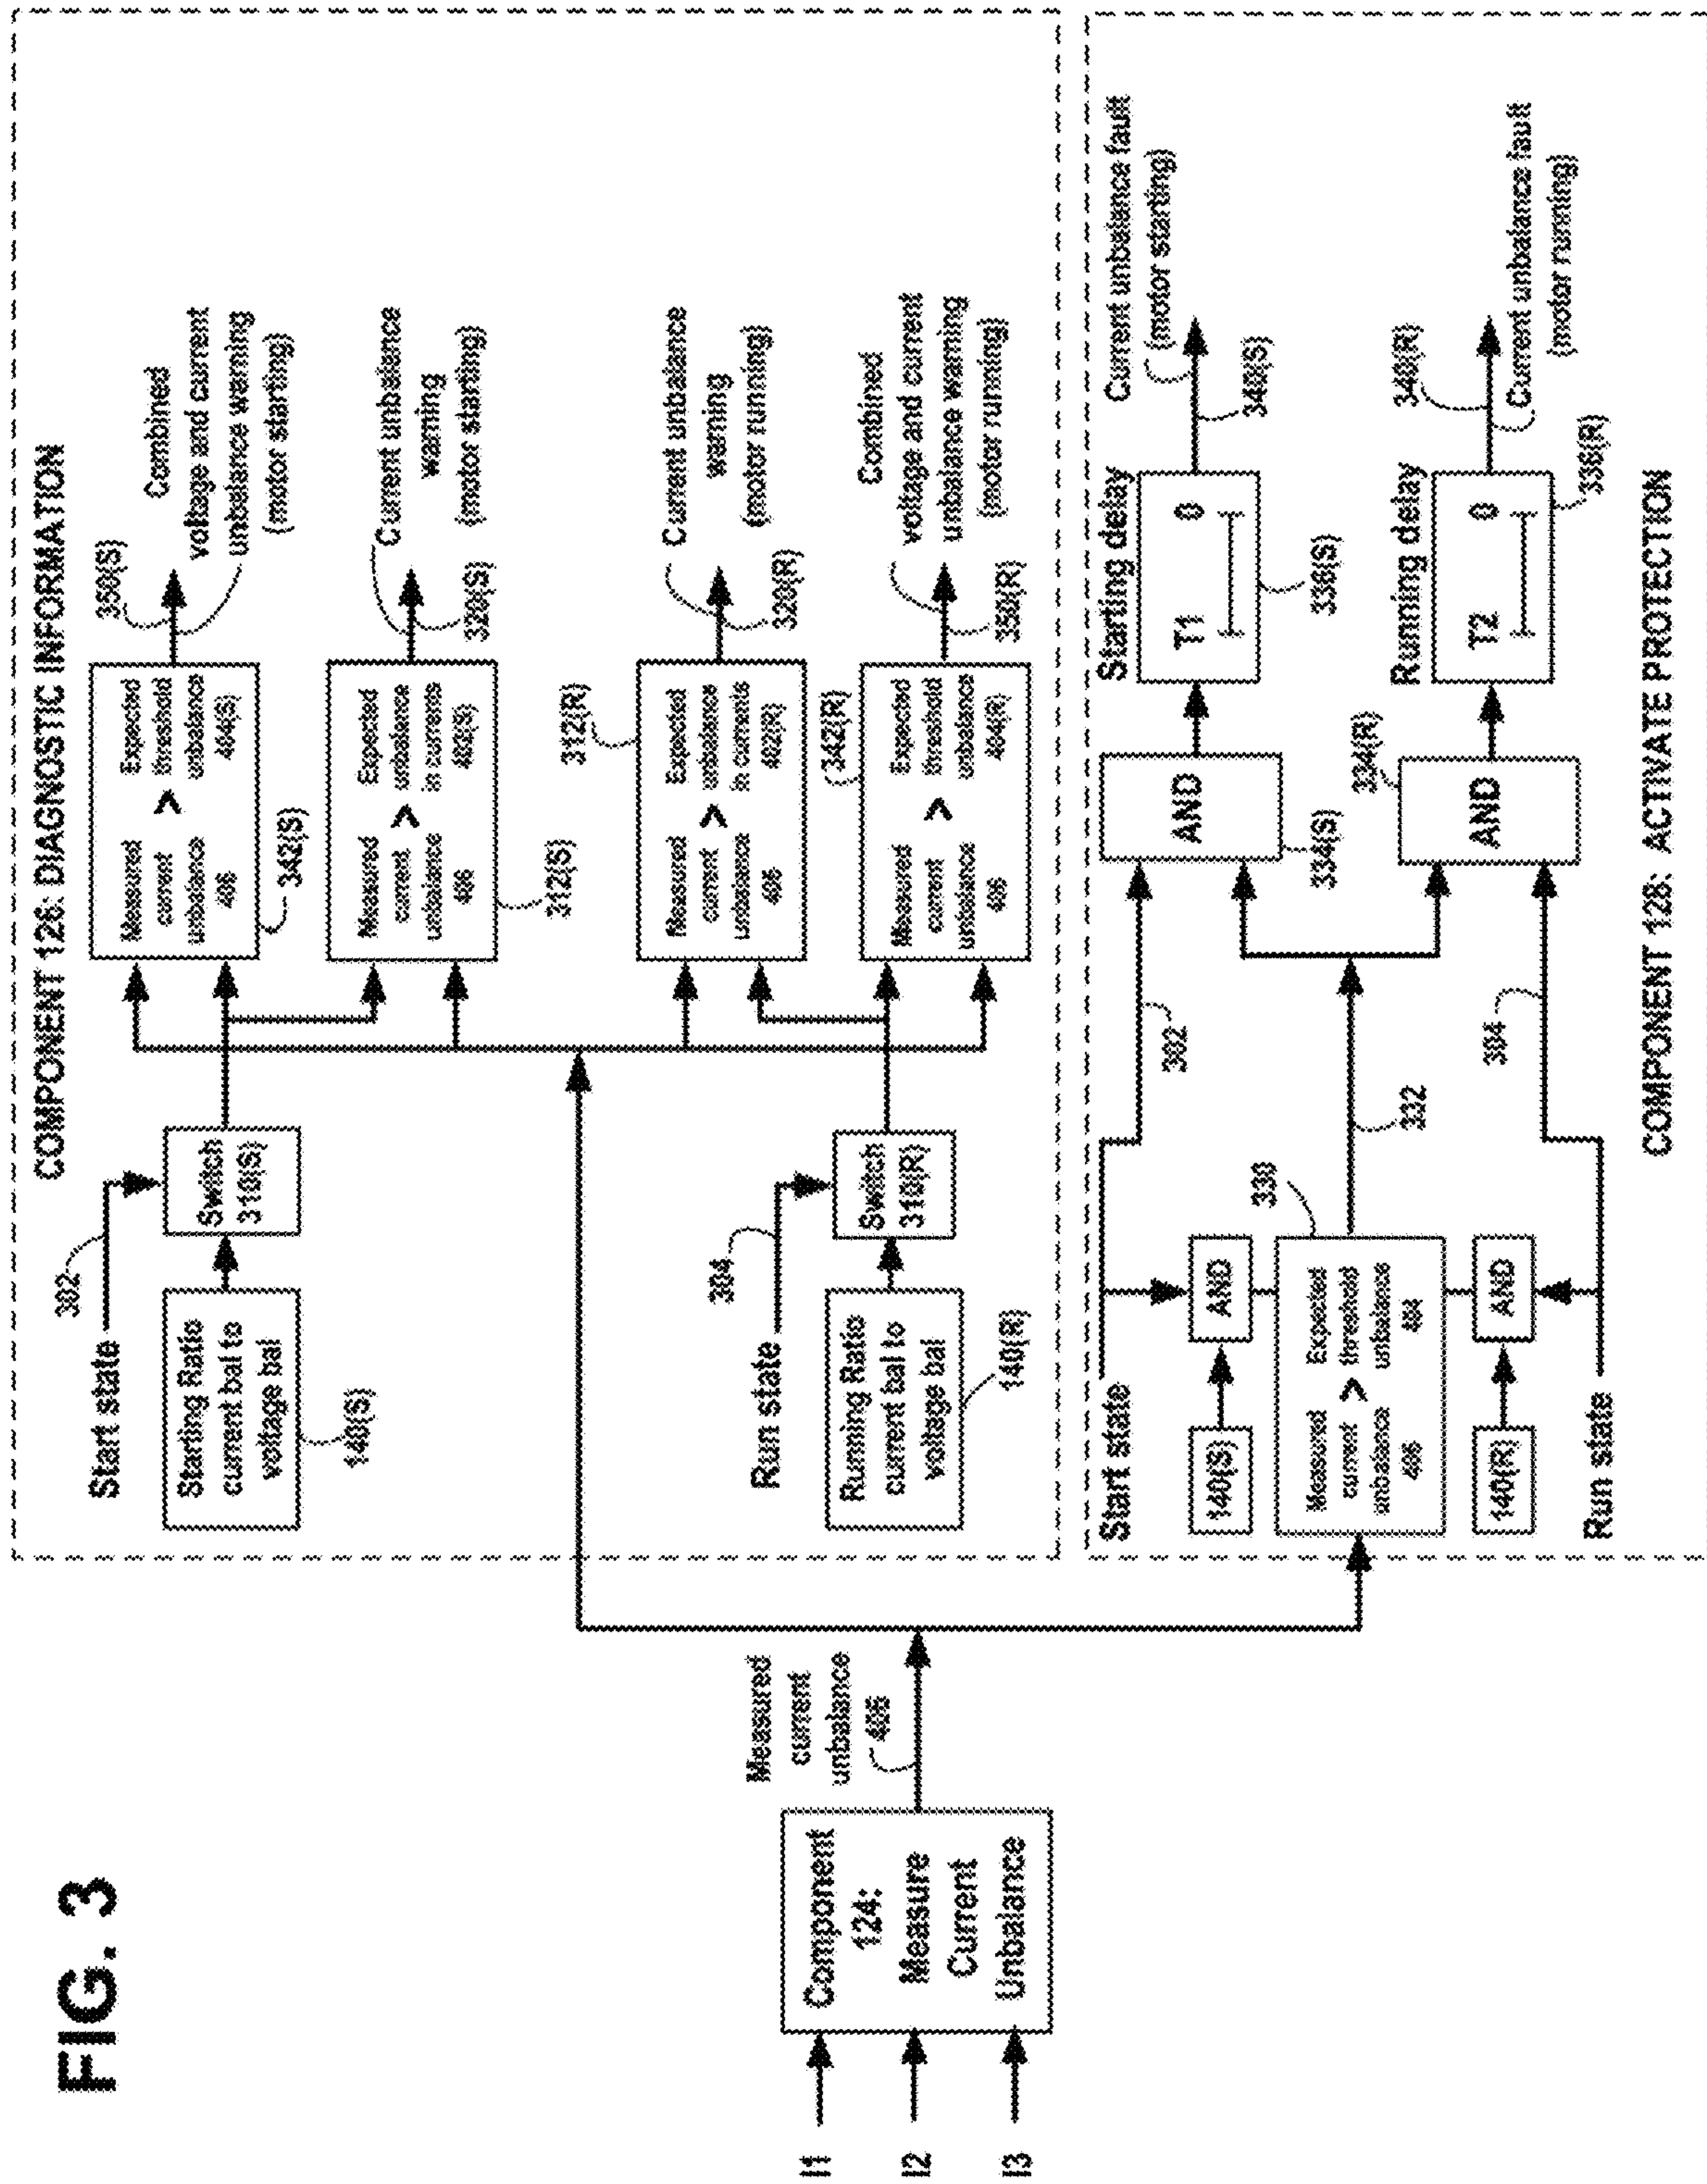 FIG. 3
I1
I2
I3
Component
124:
Measure
Current
Unbalance
Measured
current
unbalance
406
COMPONENT 126: DIAGNOSTIC INFORMATION
Start state
302
Starting Ratio
current bal to
voltage bal
140(S)
Switch
310(S)
Measured
current
unbalance
406
>
Expected
threshold
unbalance
404(S)
342(S)
350(S)
Combined
voltage and current
unbalance warning
(motor starting)
Measured
current
unbalance
406
>
Expected
unbalance
in currents
402(S)
312(S)
320(S)
Current unbalance
warning
(motor starting)
Run state
304
Running Ratio
current bal to
voltage bal
140(R)
Switch
310(R)
Measured
current
unbalance
406
>
Expected
unbalance
in currents
402(R)
312(R)
320(R)
Current unbalance
warning
(motor running)
Measured
current
unbalance
406
>
Expected
threshold
unbalance
404(R)
342(R)
350(R)
Combined
voltage and current
unbalance warning
(motor running)
Start state
140(S)
AND
Measured
current
unbalance
406
>
Expected
threshold
unbalance
404
330
140(R)
AND
Run state
302
332
304
AND
334(S)
AND
334(R)
Starting delay
T1 0
338(S)
340(S)
Current unbalance fault
(motor starting)
Running delay
T2 0
338(R)
340(R)
Current unbalance fault
(motor running)
COMPONENT 128: ACTIVATE PROTECTION